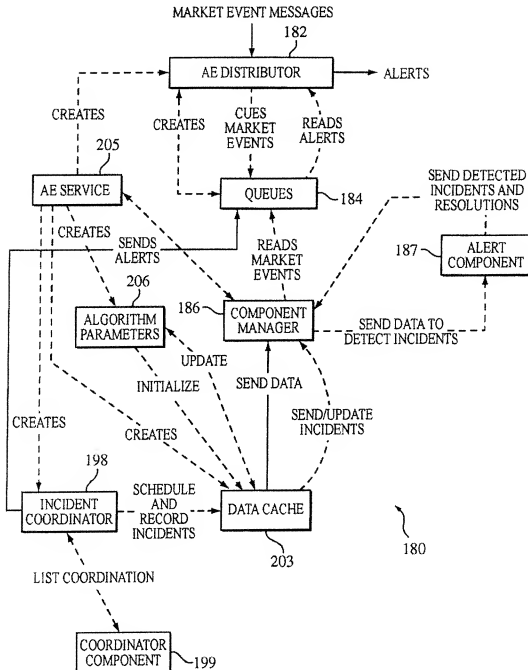 MARKET EVENT MESSAGES
182
AE DISTRIBUTOR
ALERTS
CREATES
205
CREATES
CUES
MARKET
EVENTS
READS
ALERTS
AE SERVICE
QUEUES
184
SEND DETECTED
INCIDENTS AND
RESOLUTIONS
CREATES
SENDS
ALERTS
READS
MARKET
EVENTS
187
ALERT
COMPONENT
206
ALGORITHM
PARAMETERS
186
COMPONENT
MANAGER
SEND DATA TO
DETECT INCIDENTS
UPDATE
INITIALIZE
SEND DATA
SEND/UPDATE
INCIDENTS
CREATES
CREATES
198
INCIDENT
COORDINATOR
SCHEDULE
AND
RECORD
INCIDENTS
DATA CACHE
203
180
LIST COORDINATION
COORDINATOR
COMPONENT
199